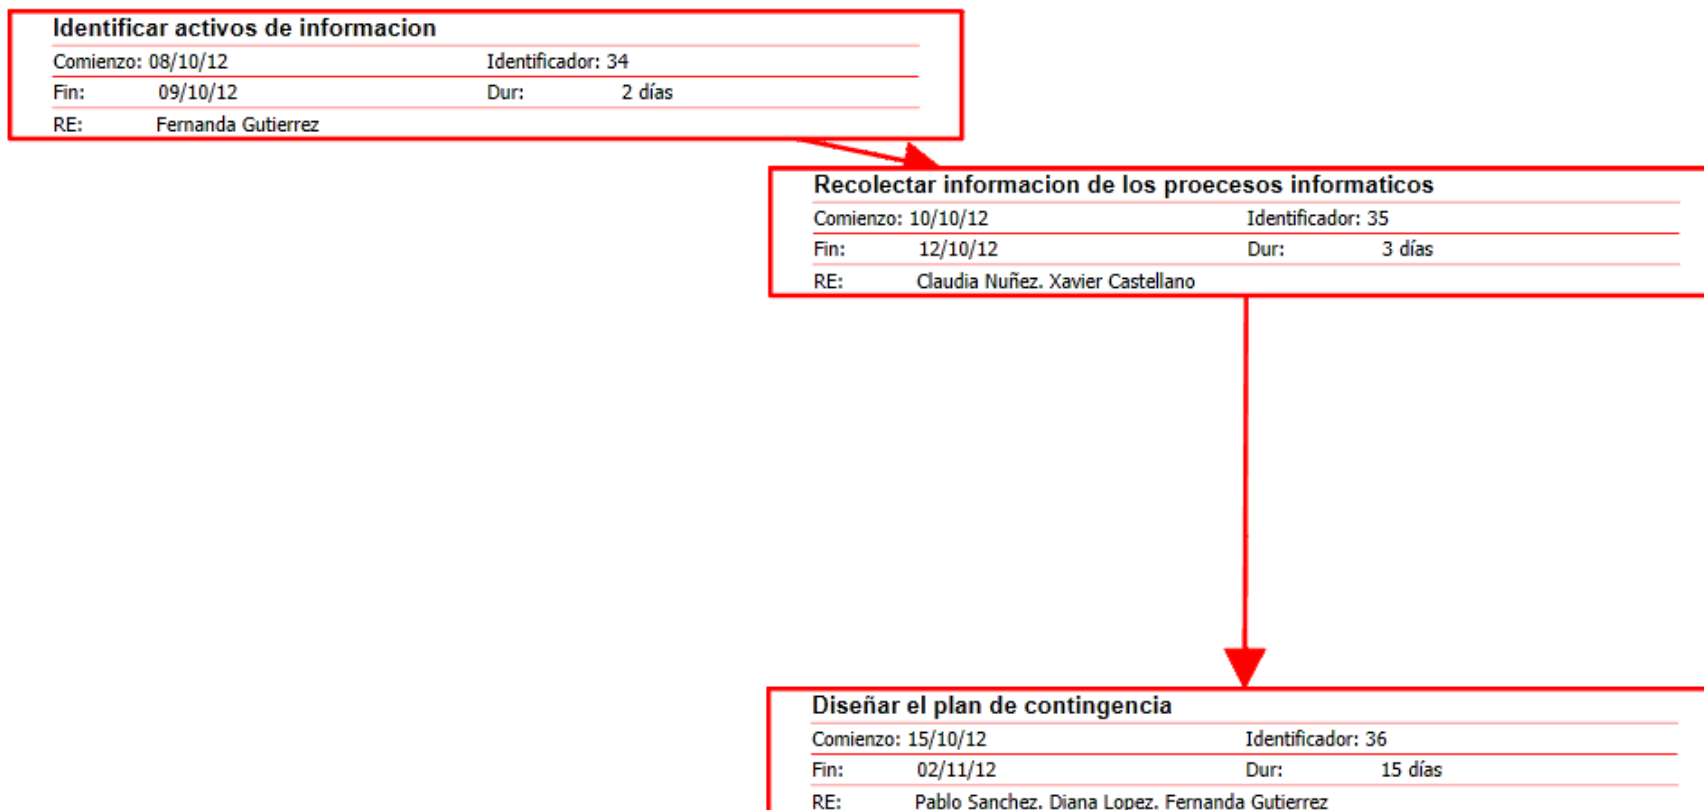 Identificar activos de informacion
Comienzo: 08/10/12 Identificador: 34
Fin: 09/10/12 Dur: 2 días
RE: Fernanda Gutierrez
Recolectar informacion de los proecesos informaticos
Comienzo: 10/10/12 Identificador: 35
Fin: 12/10/12 Dur: 3 días
RE: Claudia Nuñez. Xavier Castellano
Diseñar el plan de contingencia
Comienzo: 15/10/12 Identificador: 36
Fin: 02/11/12 Dur: 15 días
RE: Pablo Sanchez. Diana Lopez. Fernanda Gutierrez